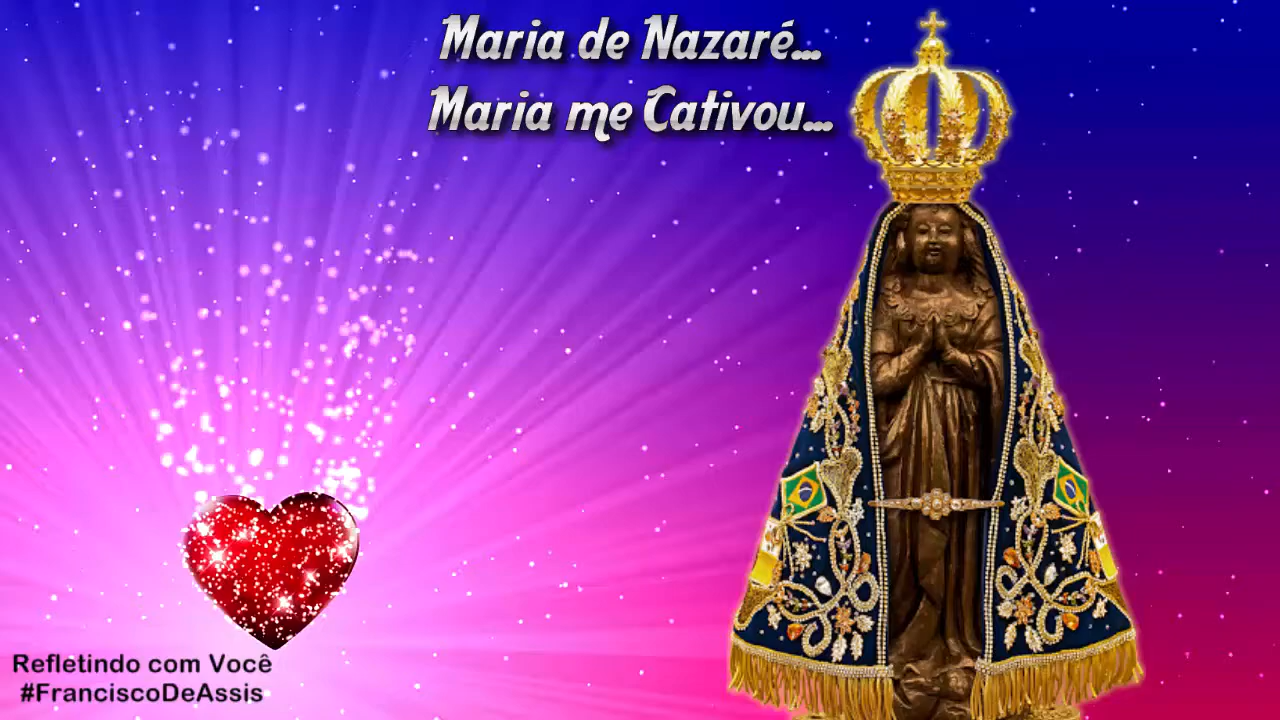 Maria de Nazaré...
Maria me Cativou...
Refletindo com Você
#FranciscoDeAssis